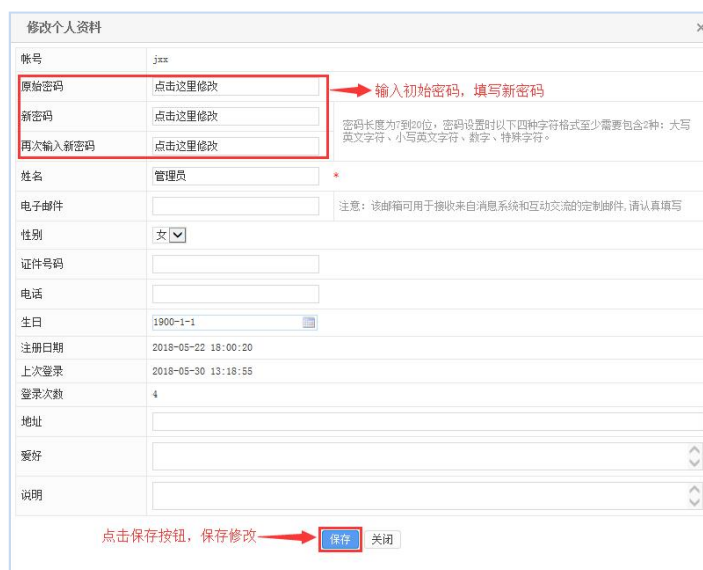 修改个人资料 ×
帐号 jxx
原始密码 点击这里修改 输入初始密码，填写新密码
新密码 点击这里修改
密码长度为7到20位，密码设置时以下四种字符格式至少需要包含2种：大写
英文字符、小写英文字符、数字、特殊字符。
再次输入新密码 点击这里修改
姓名 管理员 *
电子邮件 注意：该邮箱可用于接收来自消息系统和互动交流的定制邮件,请认真填写
性别 女
证件号码
电话
生日 1900-1-1
注册日期 2018-05-22 18:00:20
上次登录 2018-05-30 13:18:55
登录次数 4
地址
爱好
说明
点击保存按钮，保存修改 保存 关闭